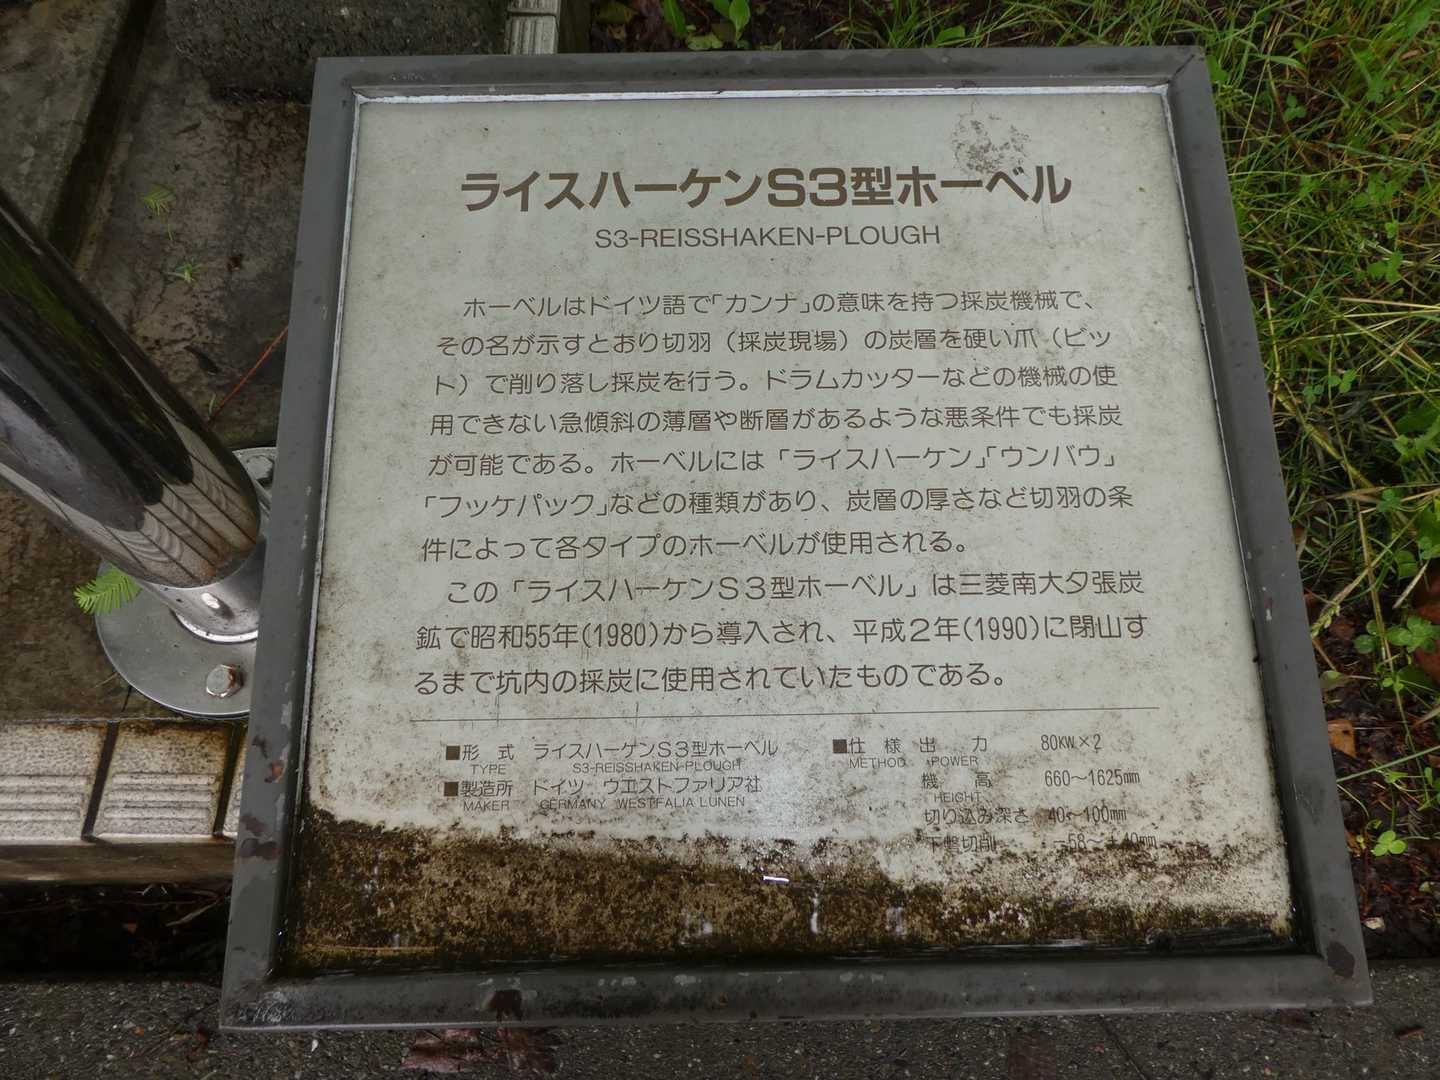 ライスハーケンS3型ホーベル
S3-REISSHAKEN-PLOUGH
ホーベルはドイツ語で「カンナ」の意味を持つ採炭機械で、
その名が示すとおり切羽（採炭現場）の炭層を硬い爪（ビッ
ト）で削り落し採炭を行う。ドラムカッターなどの機械の使
用できない急傾斜の薄層や断層があるような悪条件でも採炭
が可能である。ホーベルには「ライスハーケン」「ウンバウ」
「フッケパック」などの種類があり、炭層の厚さなど切羽の条
件によって各タイプのホーベルが使用される。
この「ライスハーケンS3型ホーベル」は三菱南大夕張炭
鉱で昭和55年(1980)から導入され、平成2年(1990)に閉山す
るまで坑内の採炭に使用されていたものである。
■形 式 ライスハーケンS3型ホーベル
TYPE S3-REISSHAKEN-PLOUGH
■製造所 ドイツ ウエストファリア社
MAKER GERMANY WESTFALIA LUNEN
■仕 様 出 力 80KW×2
METHOD POWER
機 高 660〜1625mm
HEIGHT
切り込み深さ 40〜100mm
下盤切削 −58〜+40mm